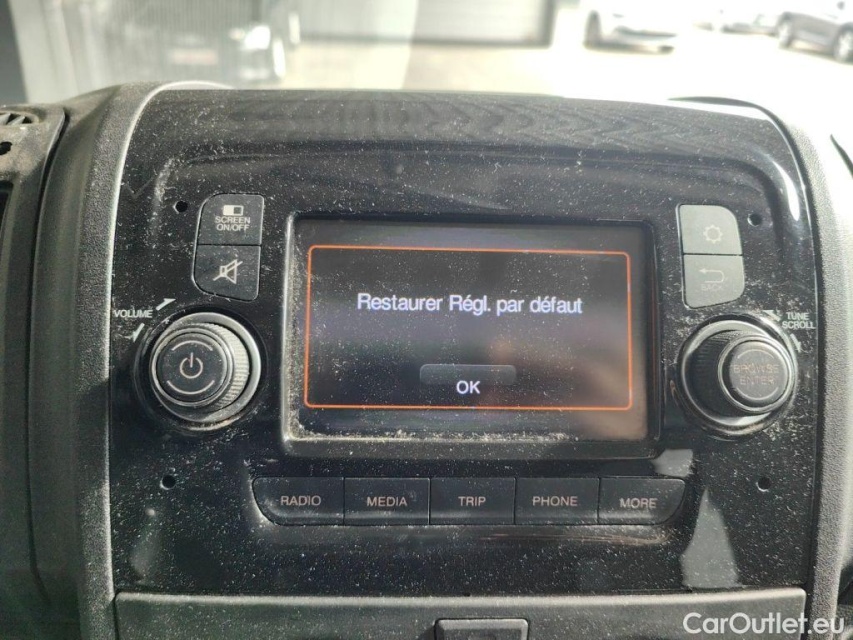 SCREEN
ON/OFF
VOLUME
TUNE
SCROLL
Restaurer Régl. par défaut
OK
BROWSE
ENTER
RADIO
MEDIA
TRIP
PHONE
MORE
CarOutlet.eu